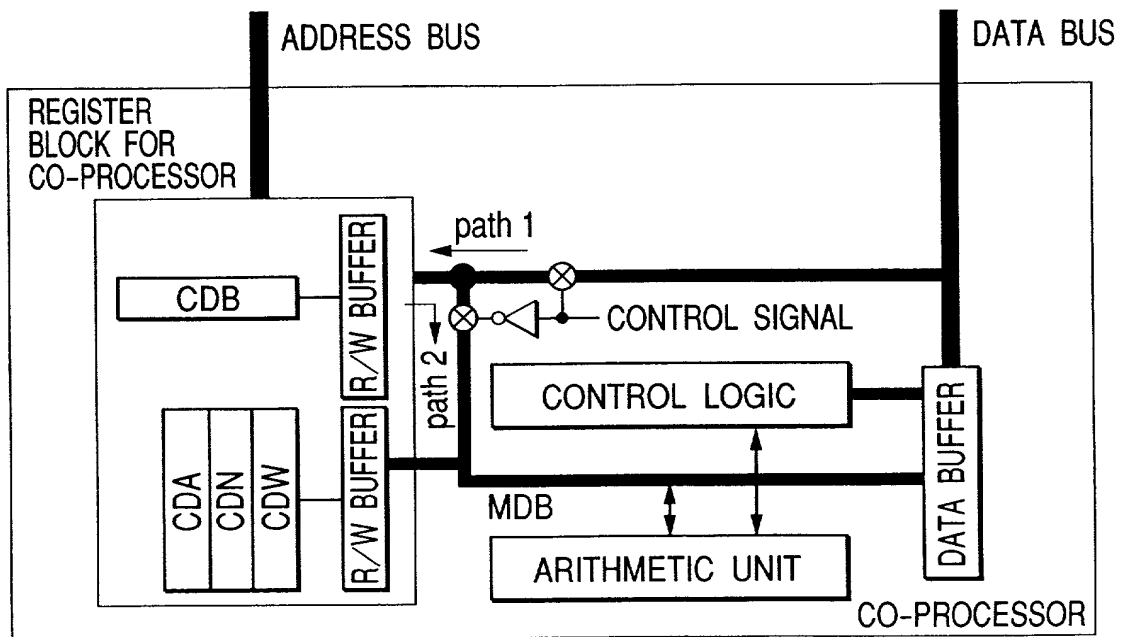 ADDRESS BUS
DATA BUS
REGISTER
BLOCK FOR
CO-PROCESSOR
path 1
R/W BUFFER
CDB
CONTROL SIGNAL
path 2
CONTROL LOGIC
DATA BUFFER
CDA
CDN
CDW
R/W BUFFER
MDB
ARITHMETIC UNIT
CO-PROCESSOR